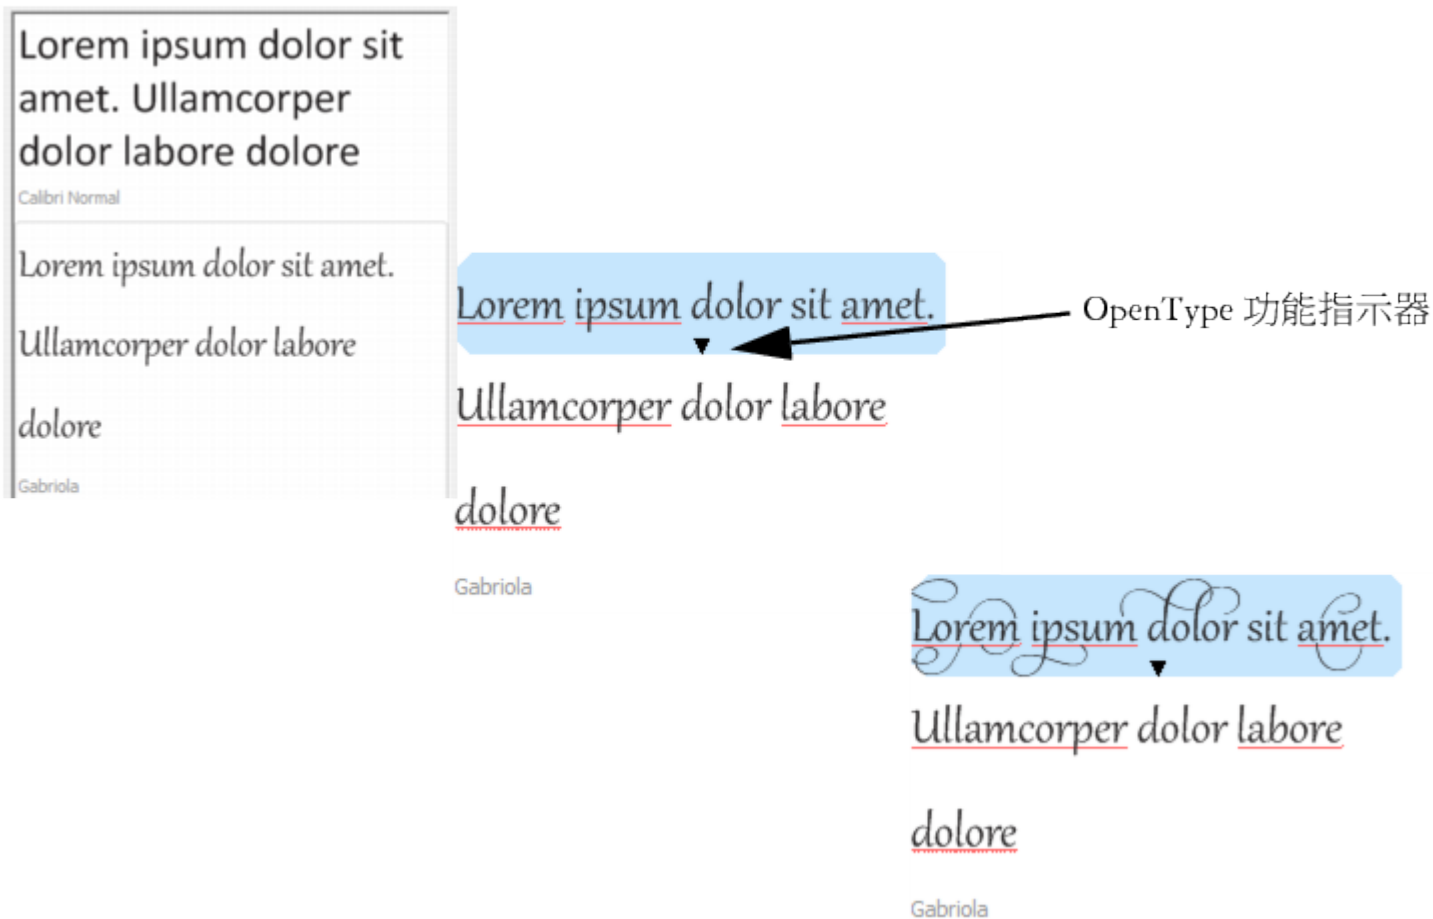 Lorem ipsum dolor sit
amet. Ullamcorper
dolor labore dolore
Calibri Normal
Lorem ipsum dolor sit amet.
Ullamcorper dolor labore
dolore
Gabriola
Lorem ipsum dolor sit amet.
OpenType 功能指示器
Ullamcorper dolor labore
dolore
Gabriola
Lorem ipsum dolor sit amet.
Ullamcorper dolor labore
dolore
Gabriola